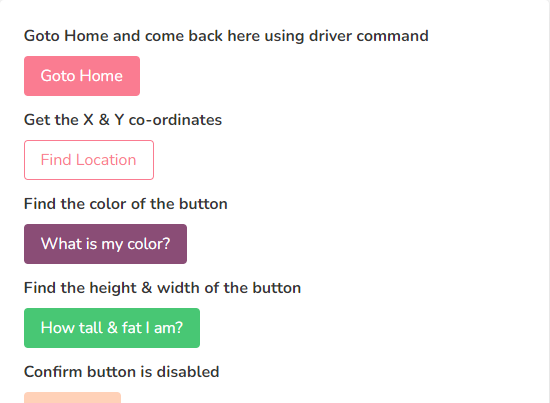 Goto Home and come back here using driver command
Goto Home
Get the X & Y co-ordinates
Find Location
Find the color of the button
What is my color?
Find the height & width of the button
How tall & fat I am?
Confirm button is disabled